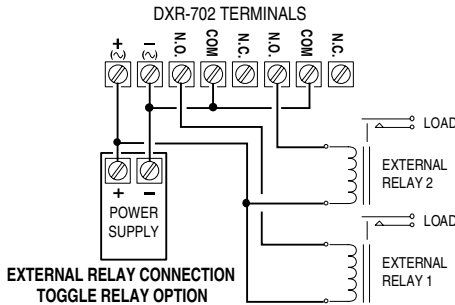 DXR-702 TERMINALS
+ (~)
− (~)
N.O.
COM
N.C.
N.O.
COM
N.C.
LOAD
EXTERNAL
RELAY 2
+ −
POWER
SUPPLY
LOAD
EXTERNAL
RELAY 1
EXTERNAL RELAY CONNECTION
TOGGLE RELAY OPTION